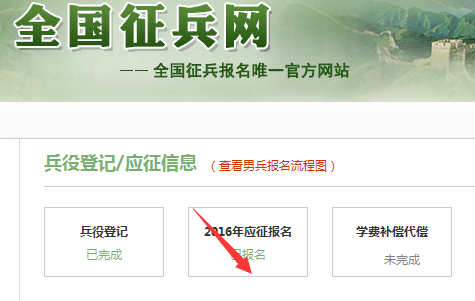 全国征兵网
—— 全国征兵报名唯一官方网站
兵役登记/应征信息 （查看男兵报名流程图）
兵役登记 2016年应征报名 学费补偿代偿
已完成 已报名 未完成